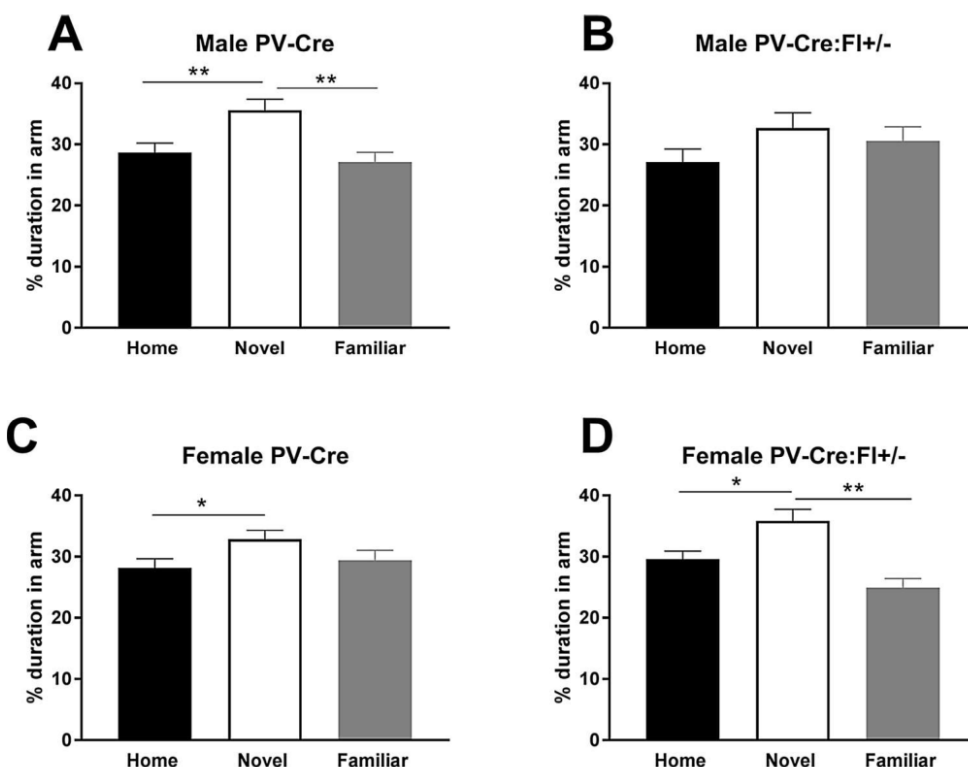 A
Male PV-Cre
**
**
% duration in arm
40
30
20
10
0
Home Novel Familiar
B
Male PV-Cre:Fl+/-
% duration in arm
40
30
20
10
0
Home Novel Familiar
C
Female PV-Cre
*
% duration in arm
40
30
20
10
0
Home Novel Familiar
D
Female PV-Cre:Fl+/-
*
**
% duration in arm
40
30
20
10
0
Home Novel Familiar